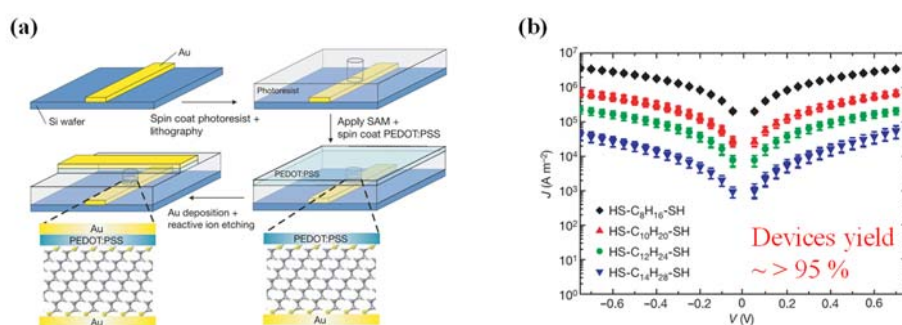 (a)
Au
Si wafer
Spin coat photoresist +
lithography
Photoresist
Apply SAM +
spin coat PEDOT:PSS
PEDOT:PSS
Au deposition +
reactive ion etching
Au
PEDOT:PSS
Au
PEDOT:PSS
Au
(b)
10⁷
10⁶
10⁵
10⁴
10³
10²
J (A m⁻²)
HS-C₈H₁₆-SH
HS-C₁₀H₂₀-SH
HS-C₁₂H₂₄-SH
HS-C₁₄H₂₈-SH
Devices yield
~ > 95 %
−0.6 −0.4 −0.2 0 0.2 0.4 0.6
V (V)